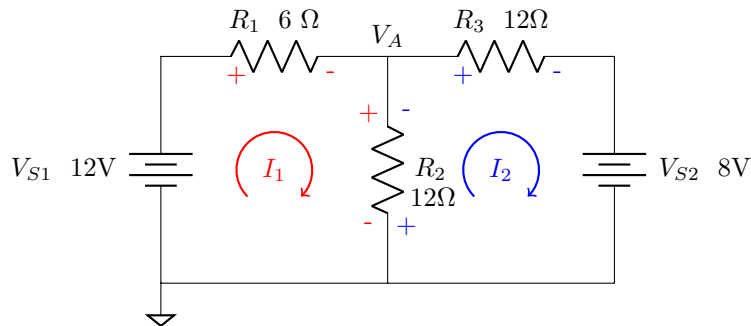 R1 6 Ω
VA
R3 12Ω
+ - + -
+ -
VS1 12V
I1
R2
12Ω
I2
VS2 8V
- +